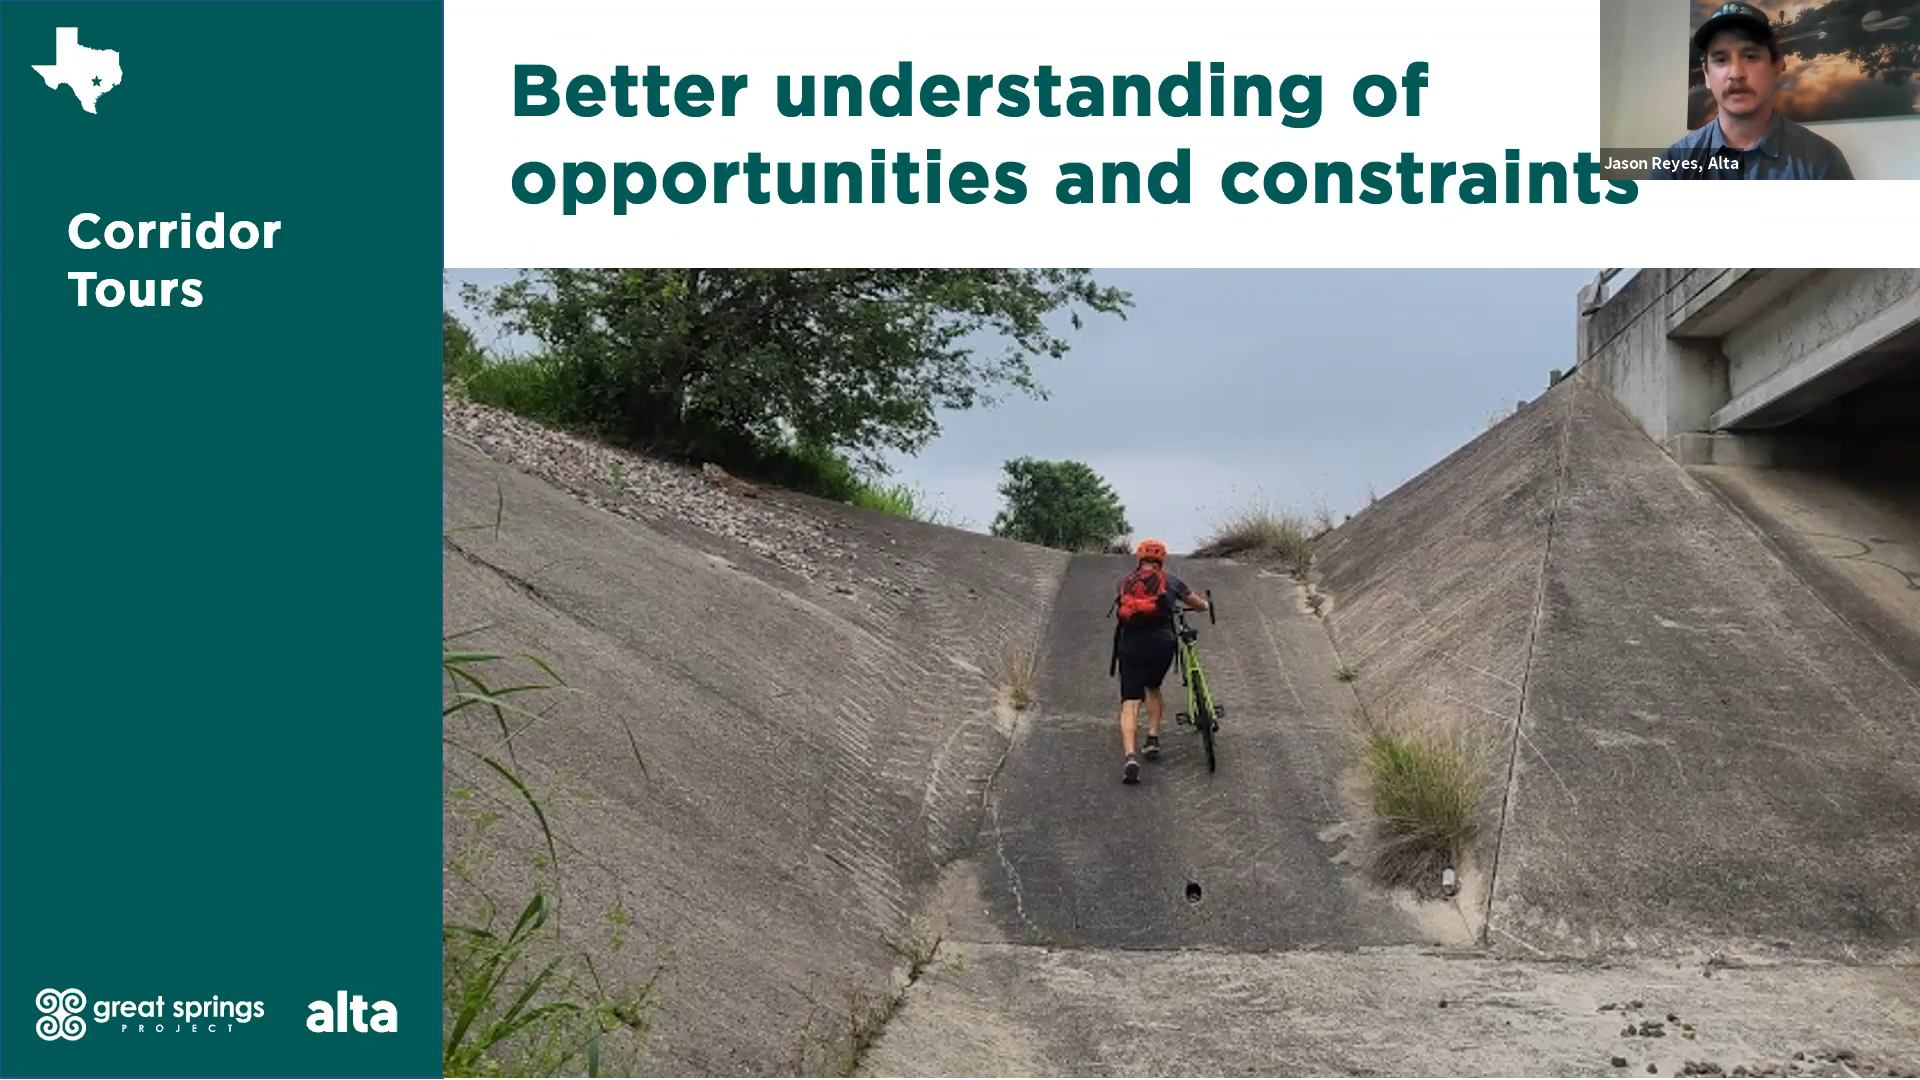 Better understanding of
opportunities and constraints
Jason Reyes, Alta
Corridor
Tours
great springs
PROJECT
alta